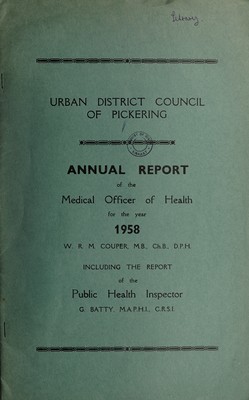 Library
URBAN DISTRICT COUNCIL
OF PICKERING
ANNUAL REPORT
of the
Medical Officer of Health
for the year
1958
W. R. M. COUPER, M.B., Ch.B., D.P.H.
INCLUDING THE REPORT
of the
Public Health Inspector
G. BATTY, M.A.P.H.I., C.R.S.I.